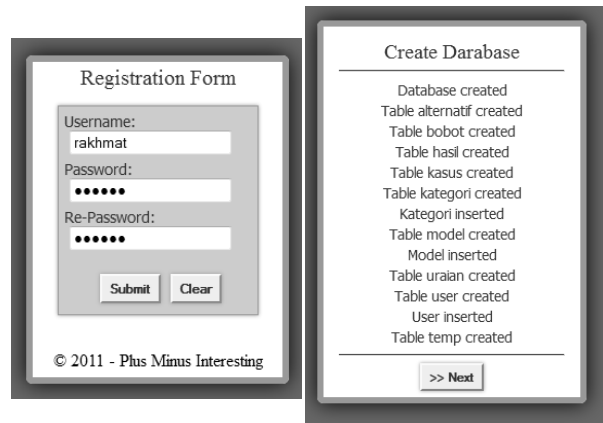 Registration Form
Username:
rakhmat
Password:
••••••
Re-Password:
••••••
Submit Clear
© 2011 - Plus Minus Interesting
Create Darabase
Database created
Table alternatif created
Table bobot created
Table hasil created
Table kasus created
Table kategori created
Kategori inserted
Table model created
Model inserted
Table uraian created
Table user created
User inserted
Table temp created
>> Next